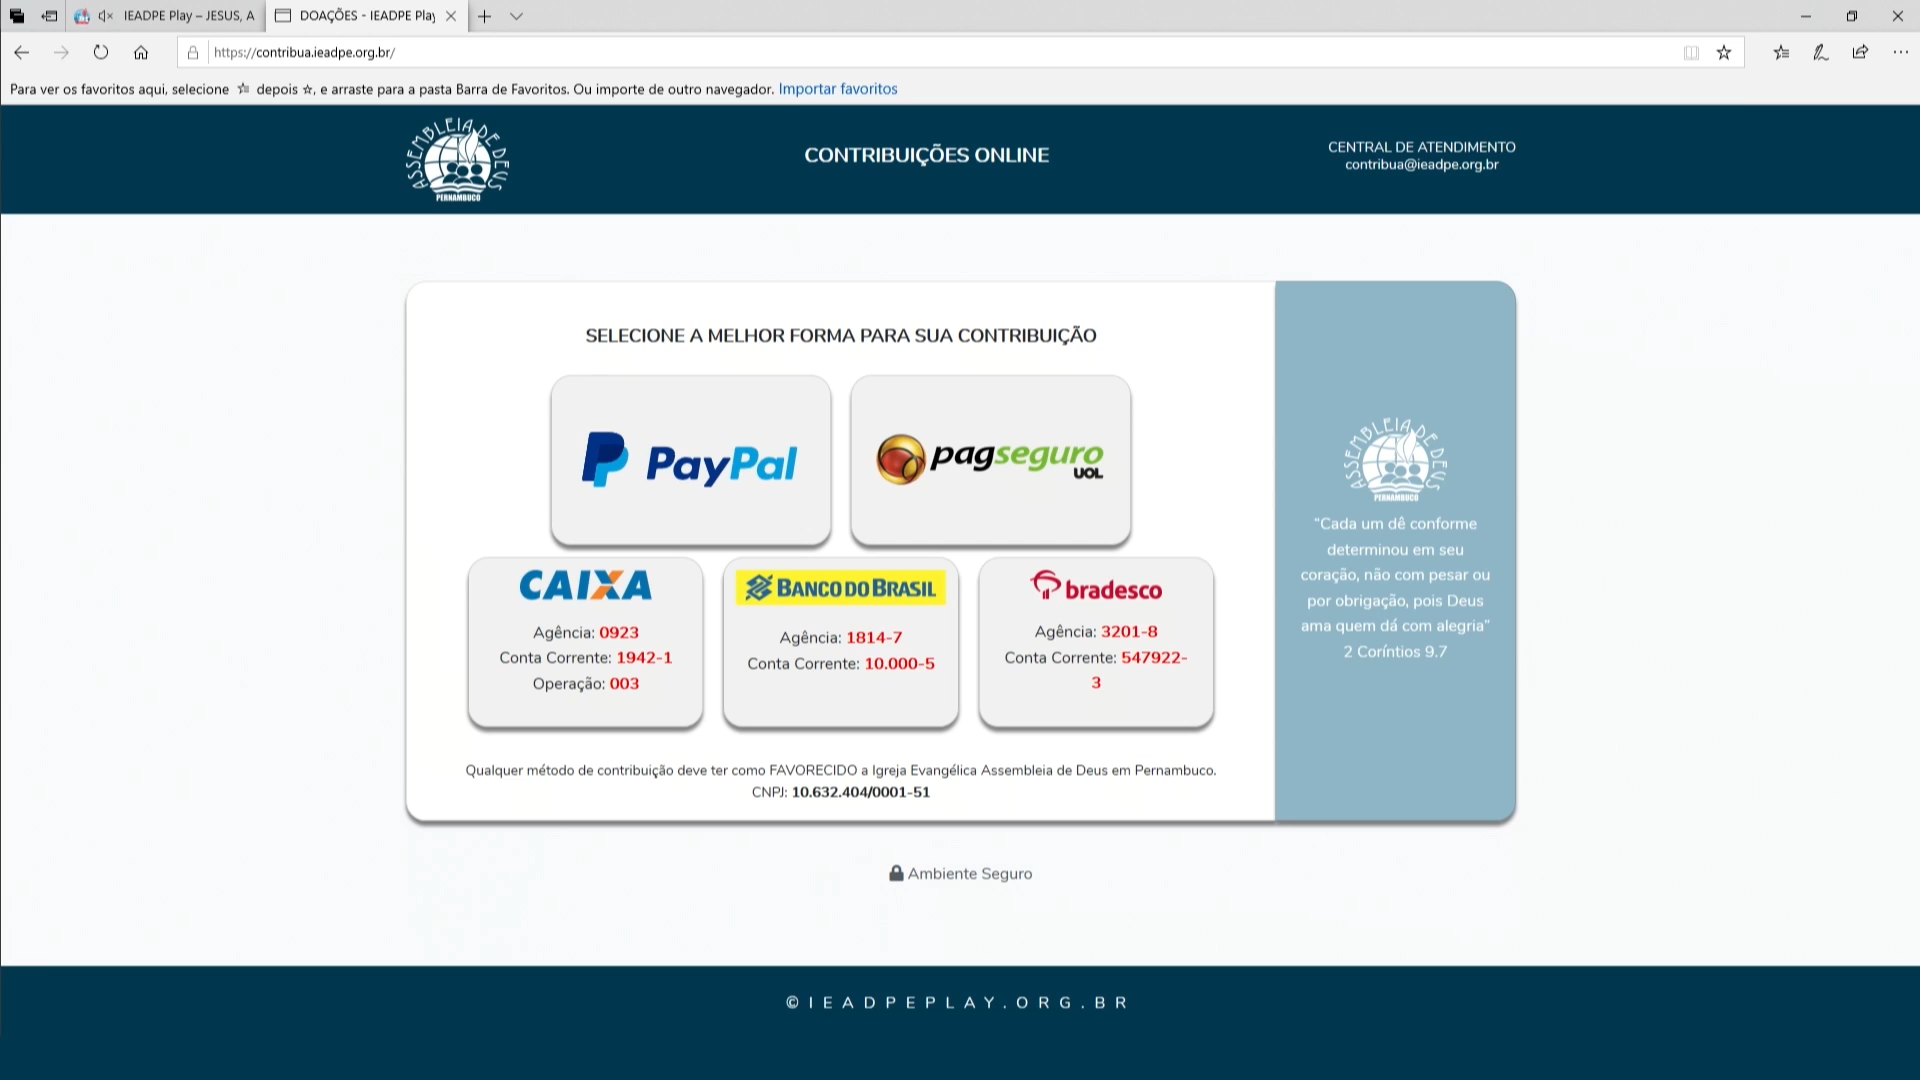 IEADPE Play – JESUS, A
DOAÇÕES - IEADPE Play
https://contribua.ieadpe.org.br/
Para ver os favoritos aqui, selecione depois ☆, e arraste para a pasta Barra de Favoritos. Ou importe de outro navegador. Importar favoritos
ASSEMBLEIA DE DEUS
PERNAMBUCO
CONTRIBUIÇÕES ONLINE
CENTRAL DE ATENDIMENTO
contribua@ieadpe.org.br
SELECIONE A MELHOR FORMA PARA SUA CONTRIBUIÇÃO
PayPal
pagseguro
UOL
CAIXA
Agência: 0923
Conta Corrente: 1942-1
Operação: 003
BANCO DO BRASIL
Agência: 1814-7
Conta Corrente: 10.000-5
bradesco
Agência: 3201-8
Conta Corrente: 547922-
3
Qualquer método de contribuição deve ter como FAVORECIDO a Igreja Evangélica Assembleia de Deus em Pernambuco.
CNPJ: 10.632.404/0001-51
ASSEMBLEIA DE DEUS
PERNAMBUCO
"Cada um dê conforme
determinou em seu
coração, não com pesar ou
por obrigação, pois Deus
ama quem dá com alegria"
2 Coríntios 9.7
Ambiente Seguro
©IEADPEPLAY.ORG.BR